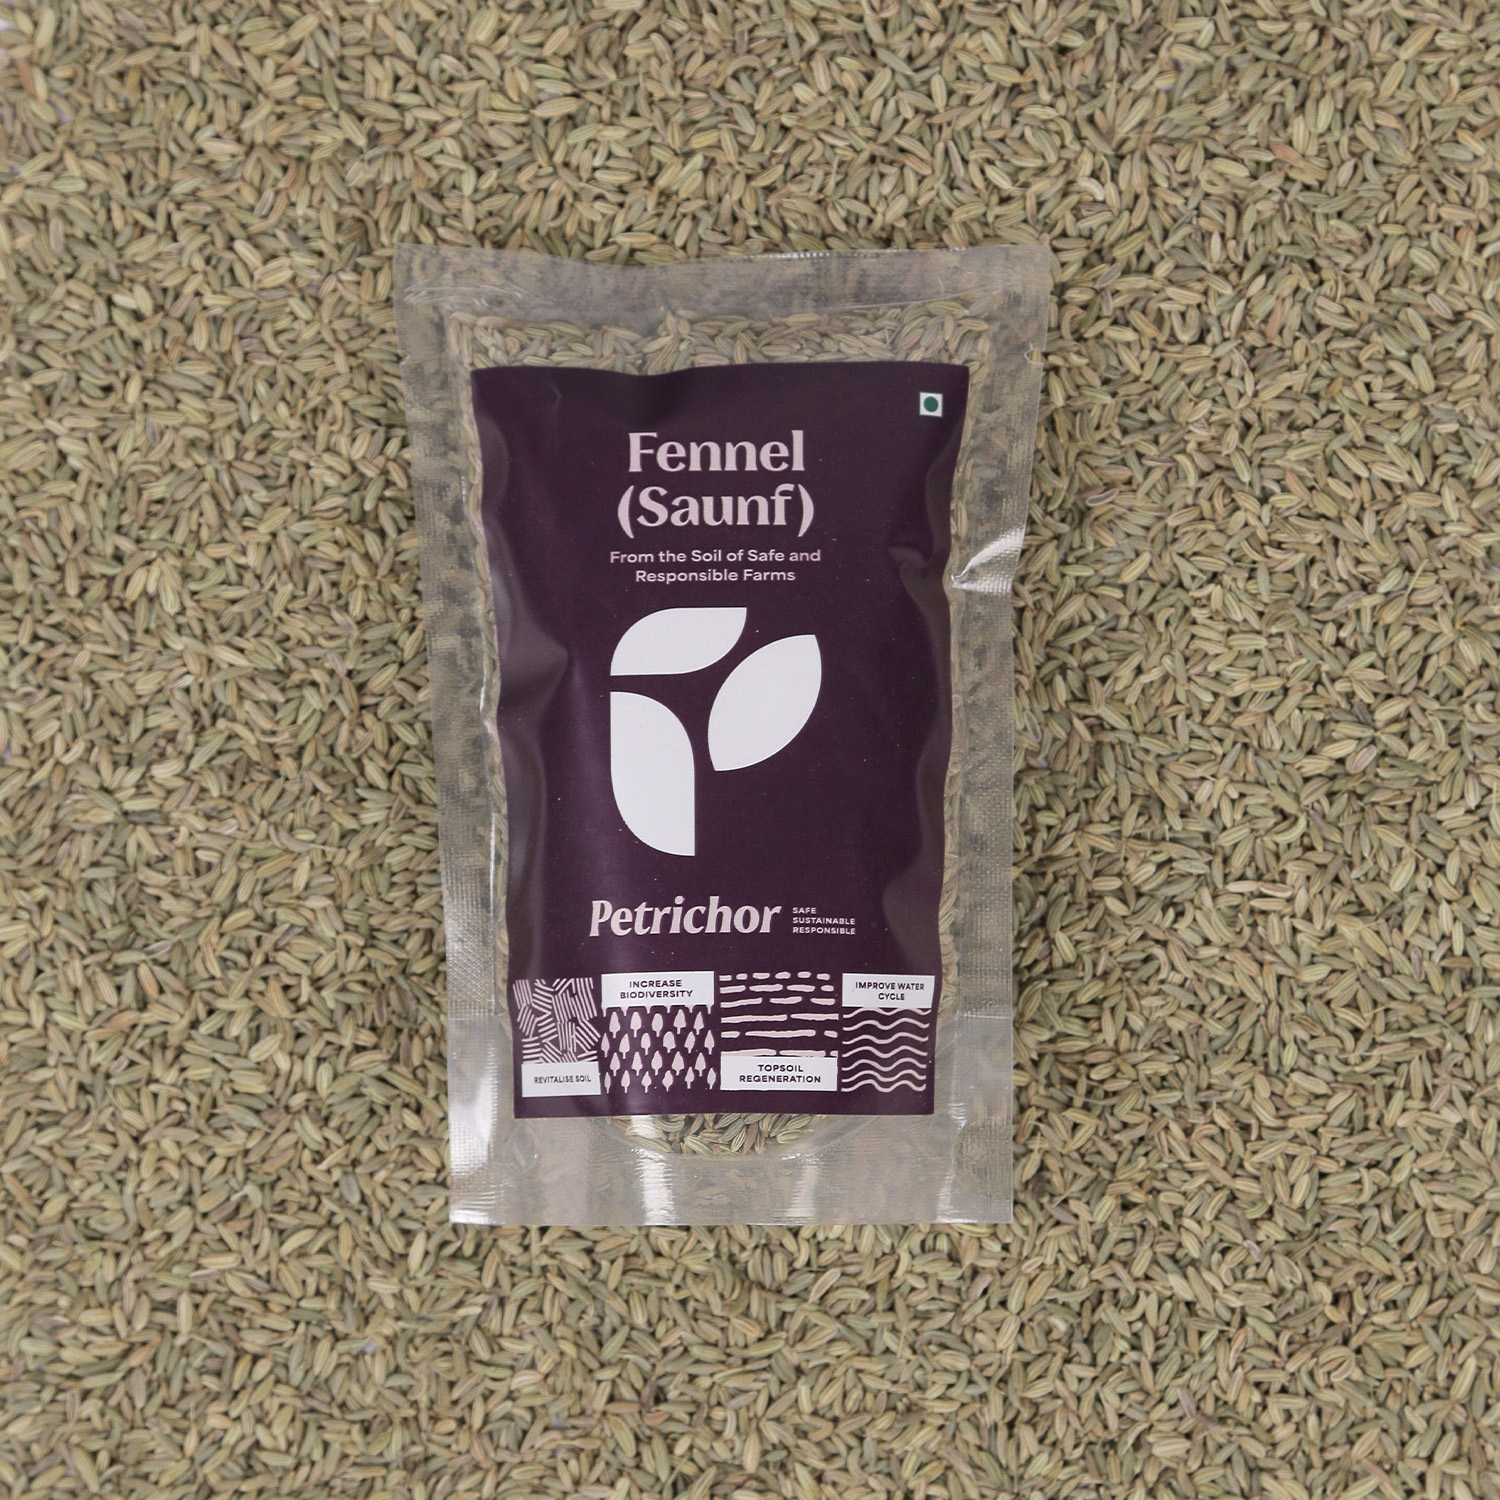 Fennel
(Saunf)
From the Soil of Safe and
Responsible Farms
Petrichor
SAFE
SUSTAINABLE
RESPONSIBLE
REVITALISE SOIL
INCREASE
BIODIVERSITY
TOPSOIL
REGENERATION
IMPROVE WATER
CYCLE